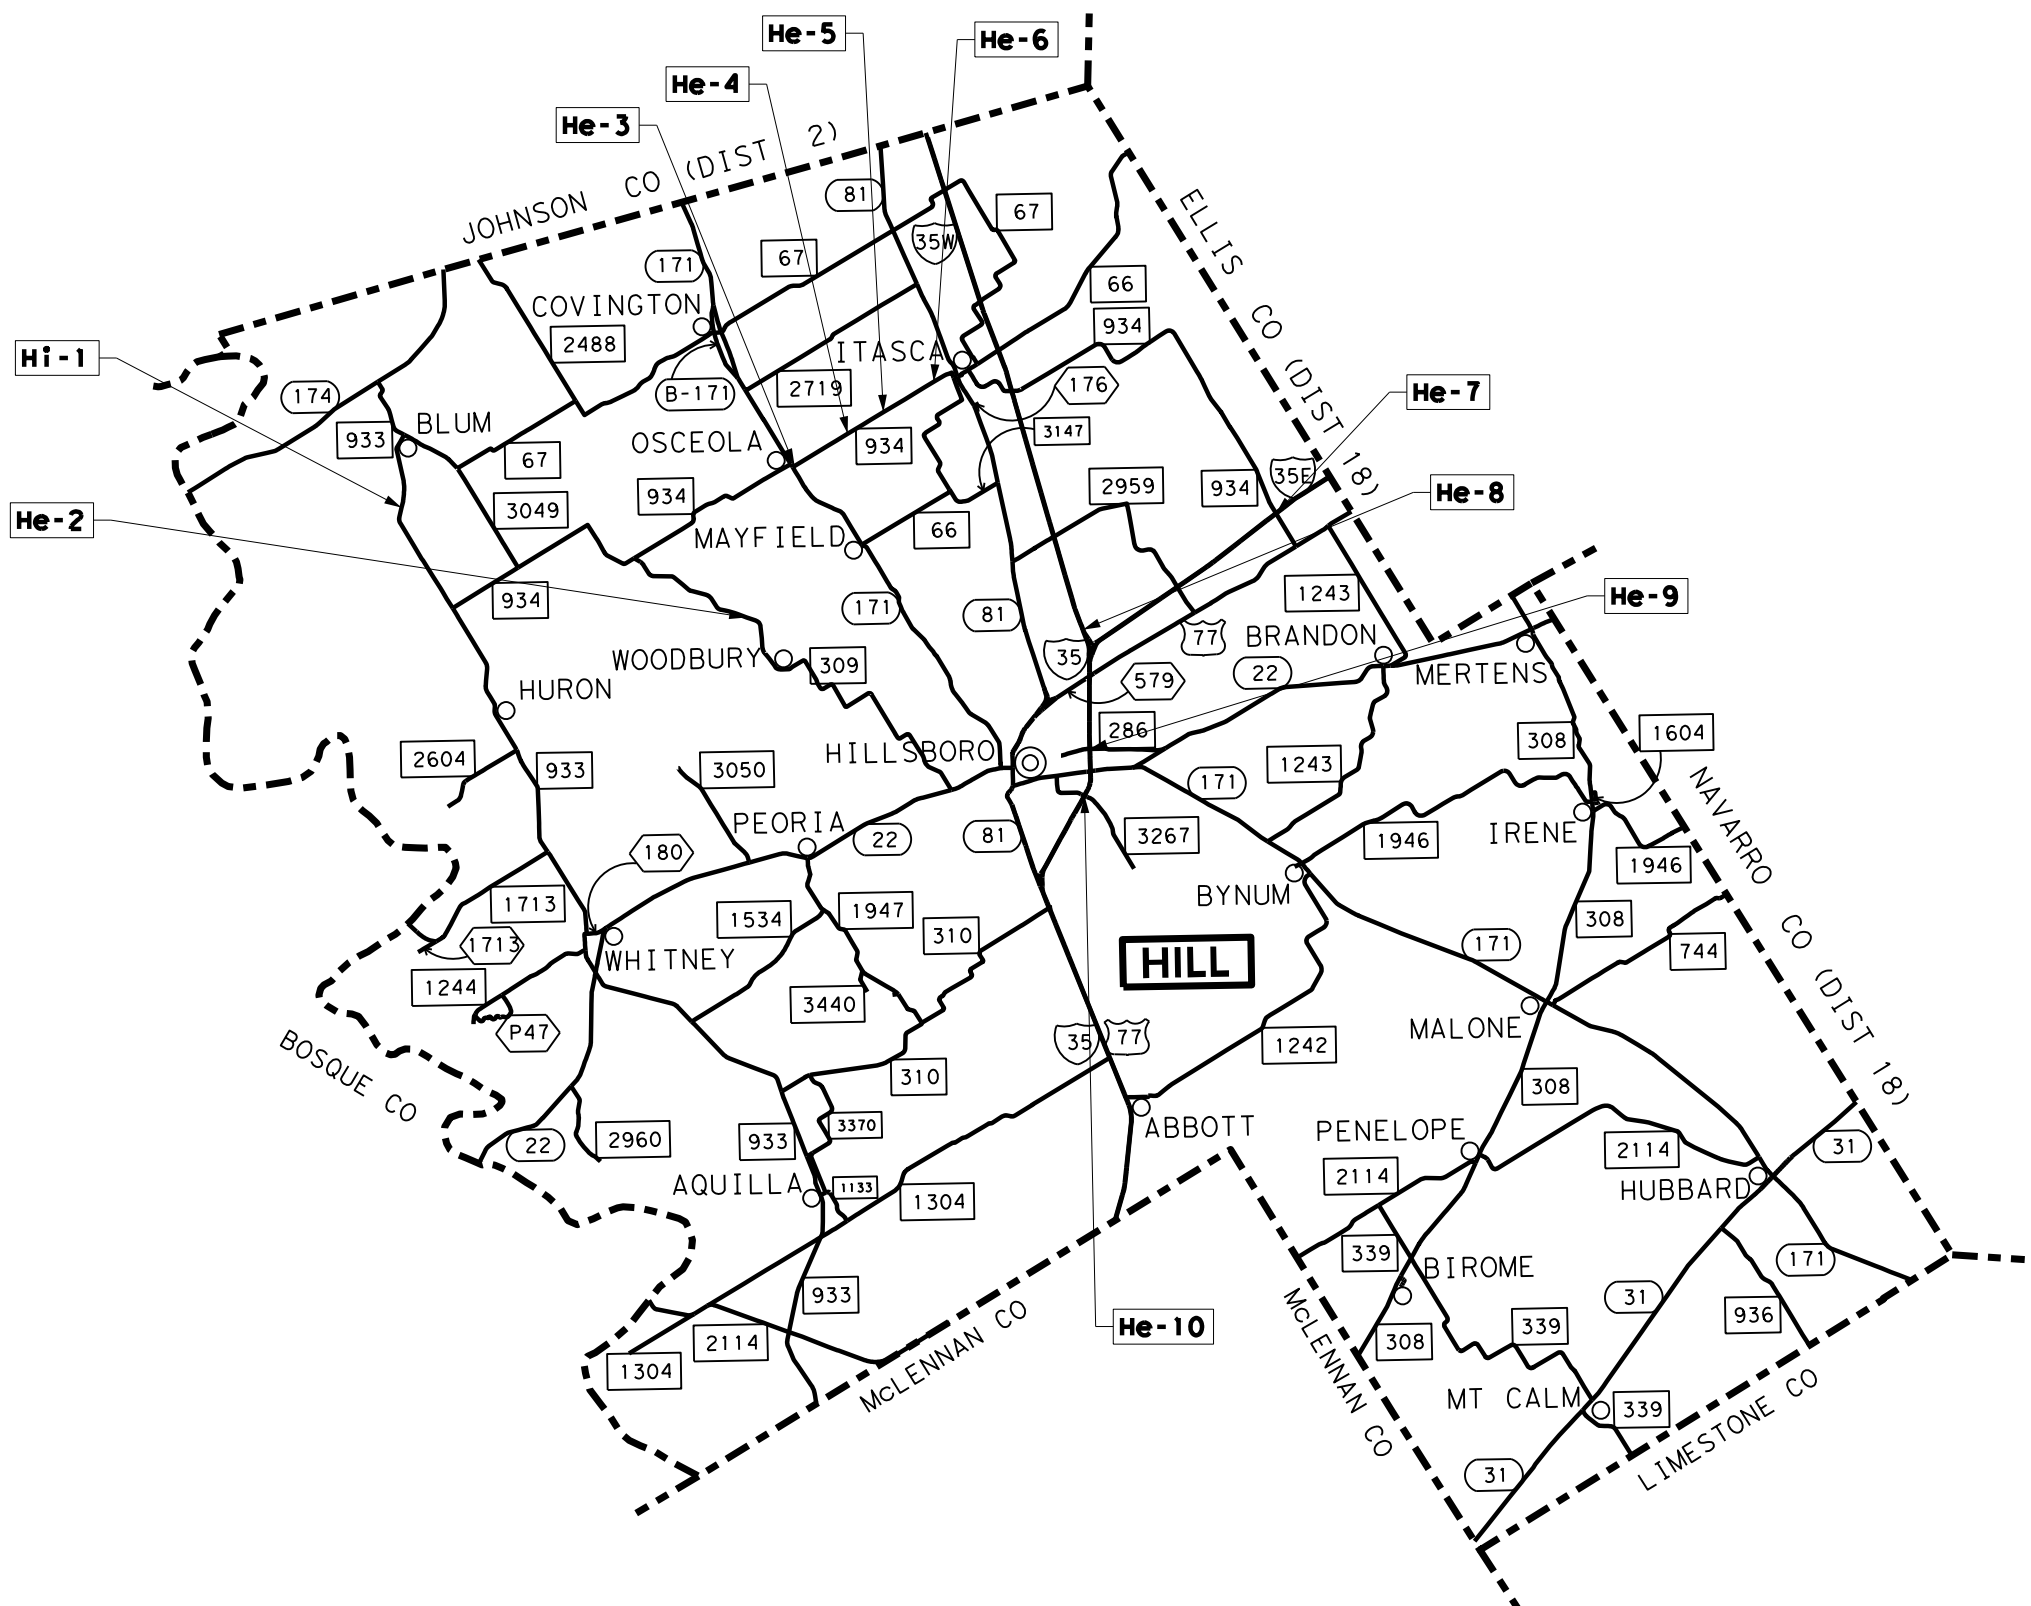 He-5
He-6
He-4
He-3
JOHNSON CO (DIST 2)
81
67
35W
ELLIS CO (DIST 18)
171
67
66
COVINGTON
934
2488
ITASCA
Hi-1
176
B-171
2719
He-7
174
BLUM
933
OSCEOLA
934
3147
67
35E
2959
934
He-8
934
3049
He-2
66
MAYFIELD
934
171
81
1243
He-9
77
BRANDON
WOODBURY
309
35
22
MERTENS
HURON
579
286
308
1604
2604
933
3050
HILLSBORO
171
1243
NAVARRO CO (DIST 18)
PEORIA
22
81
3267
1946
IRENE
180
1946
1713
1534
1947
310
BYNUM
308
1713
WHITNEY
HILL
171
744
1244
3440
P47
35
77
1242
MALONE
BOSQUE CO
310
308
ABBOTT
3370
PENELOPE
22
2960
933
2114
2114
31
AQUILLA
1133
1304
HUBBARD
339
BIROME
171
933
31
936
McLENNAN CO
McLENNAN CO
He-10
339
308
2114
1304
MT CALM
339
LIMESTONE CO
31